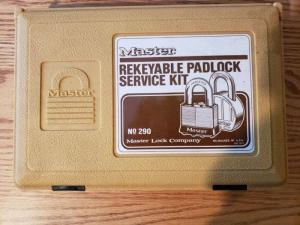 Master
REKEYABLE PADLOCK
SERVICE KIT
Master
Master
No 290
Master Lock Company